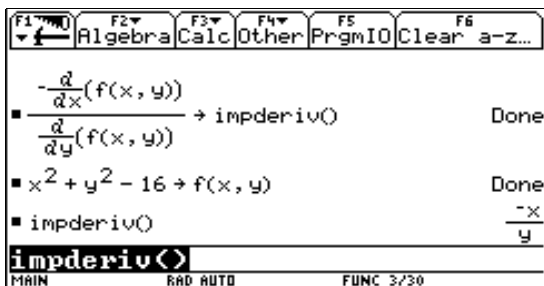 F1 F2 Algebra F3 Calc F4 Other F5 PrgmIO F6 Clear a-z…
-d/dx(f(x,y))
/ d/dy(f(x,y)) → impderiv() Done
x² + y² - 16 → f(x,y) Done
impderiv() -x/y
impderiv()
MAIN RAD AUTO FUNC 3/30